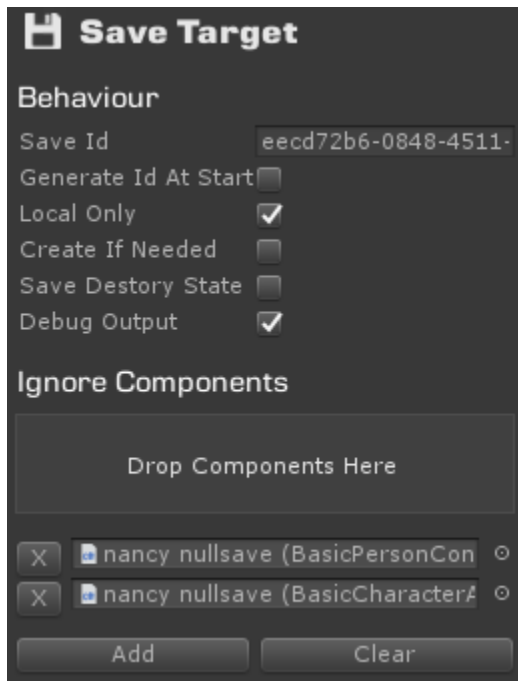 Save Target
Behaviour
Save Id eecd72b6-0848-4511-
Generate Id At Start
Local Only
Create If Needed
Save Destory State
Debug Output
Ignore Components
Drop Components Here
X nancy nullsave (BasicPersonCon
X nancy nullsave (BasicCharacterA
Add Clear